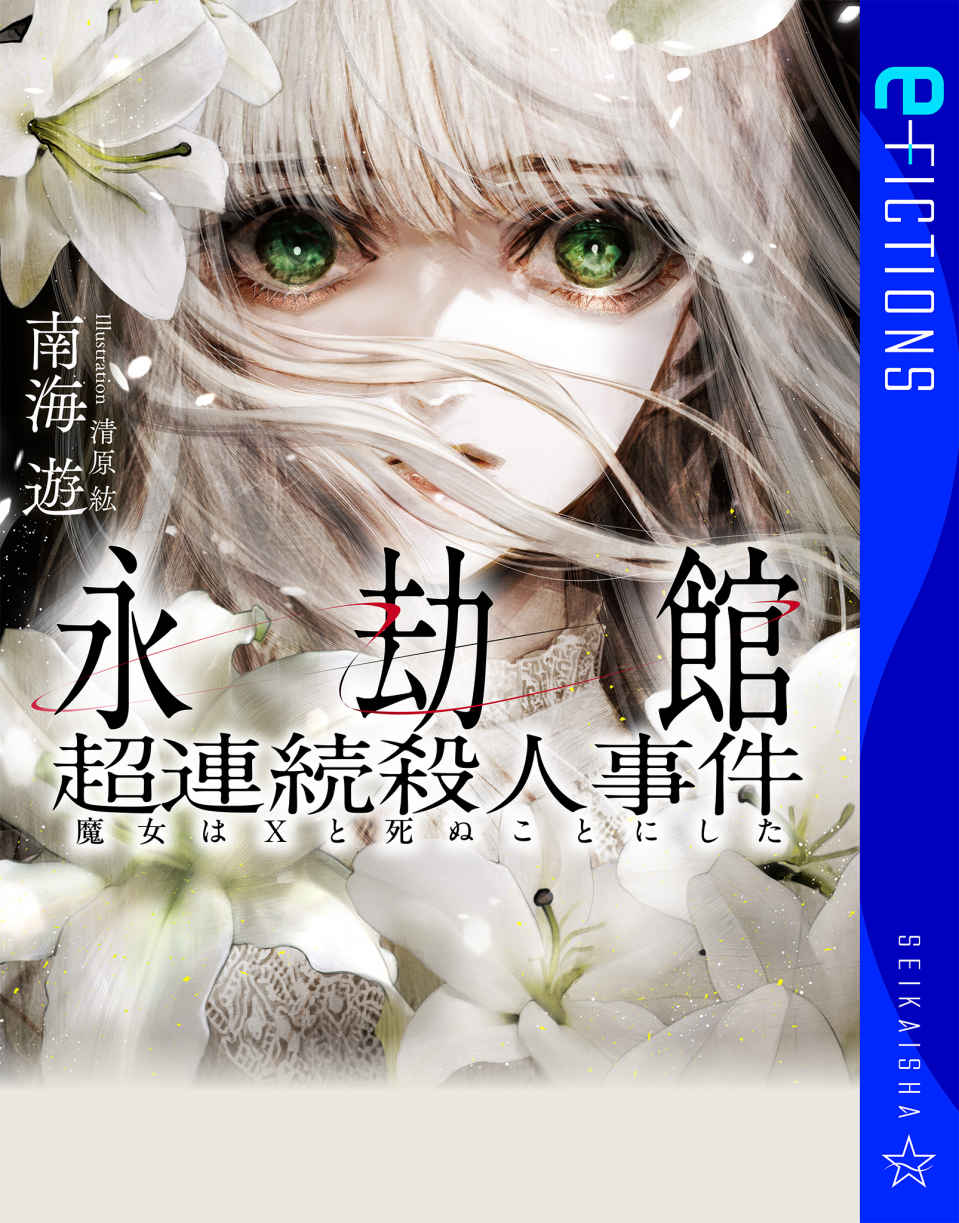 南海 遊
Illustration 清原 紘
永劫館
超連続殺人事件
魔女はXと死ぬことにした
e-FICTIONS
SEIKAISHA